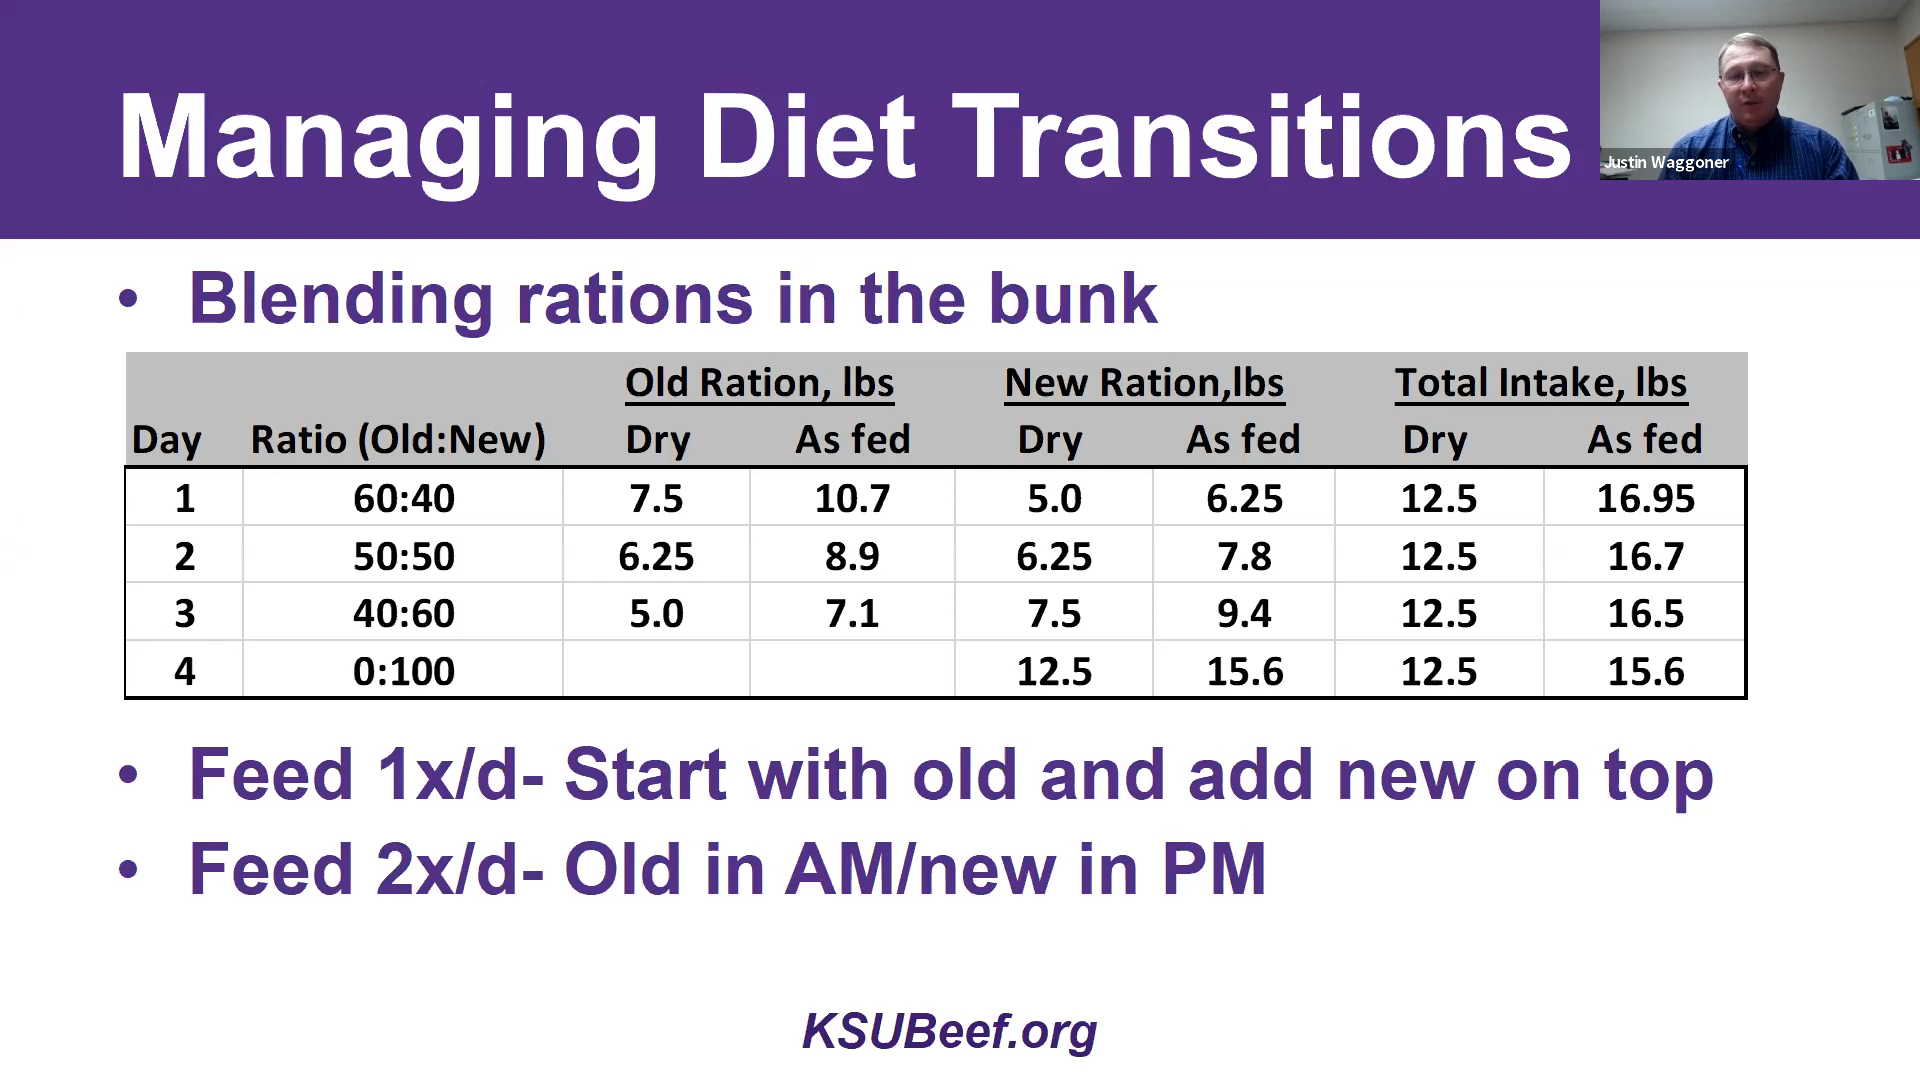 Managing Diet Transitions
Justin Waggoner
• Blending rations in the bunk
Old Ration, lbs New Ration,lbs Total Intake, lbs
Day Ratio (Old:New) Dry As fed Dry As fed Dry As fed
1 60:40 7.5 10.7 5.0 6.25 12.5 16.95
2 50:50 6.25 8.9 6.25 7.8 12.5 16.7
3 40:60 5.0 7.1 7.5 9.4 12.5 16.5
4 0:100 12.5 15.6 12.5 15.6
• Feed 1x/d- Start with old and add new on top
• Feed 2x/d- Old in AM/new in PM
KSUBeef.org